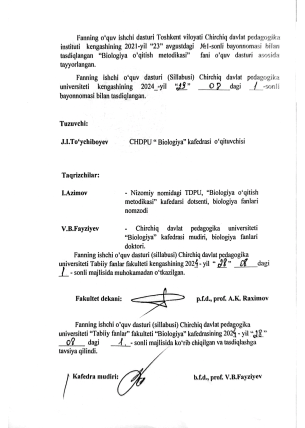 Fanning o‘quv ishchi dasturi Toshkent viloyati Chirchiq davlat pedagogika
instituti kengashining 2021-yil “23” avgustdagi №1-sonli bayonnomasi bilan
tasdiqlangan “Biologiya o‘qitish metodikasi” fani o‘quv dasturi asosida
tayyorlangan.
Fanning ishchi o‘quv dasturi (Sillabusi) Chirchiq davlat pedagogika
universiteti kengashining 2024 -yil “28” 08 dagi 1 -sonli
bayonnomasi bilan tasdiqlangan.
Tuzuvchi:
J.I.To‘ychiboyev CHDPU “ Biologiya” kafedrasi o‘qituvchisi
Taqrizchilar:
I.Azimov - Nizomiy nomidagi TDPU, “Biologiya o‘qitish
metodikasi” kafedarsi dotsenti, biologiya fanlari
nomzodi
V.B.Fayziyev - Chirchiq davlat pedagogika universiteti
“Biologiya” kafedrasi mudiri, biologiya fanlari
doktori.
Fanning ishchi o‘quv dasturi (sillabusi) Chirchiq davlat pedagogika
universiteti Tabiiy fanlar fakulteti kengashining 2024- yil “ 28” 08 dagi
1 - sonli majlisida muhokamadan o‘tkazilgan.
Fakultet dekani: p.f.d., prof. A.K. Raximov
Fanning ishchi o‘quv dasturi (sillabusi) Chirchiq davlat pedagogika
universiteti “Tabiiy fanlar” fakulteti “Biologiya” kafedrasining 2024 - yil “28”
08 dagi 1. - sonli majlisida ko‘rib chiqilgan va tasdiqlashga
tavsiya qilindi.
Kafedra mudiri: b.f.d., prof. V.B.Fayziyev